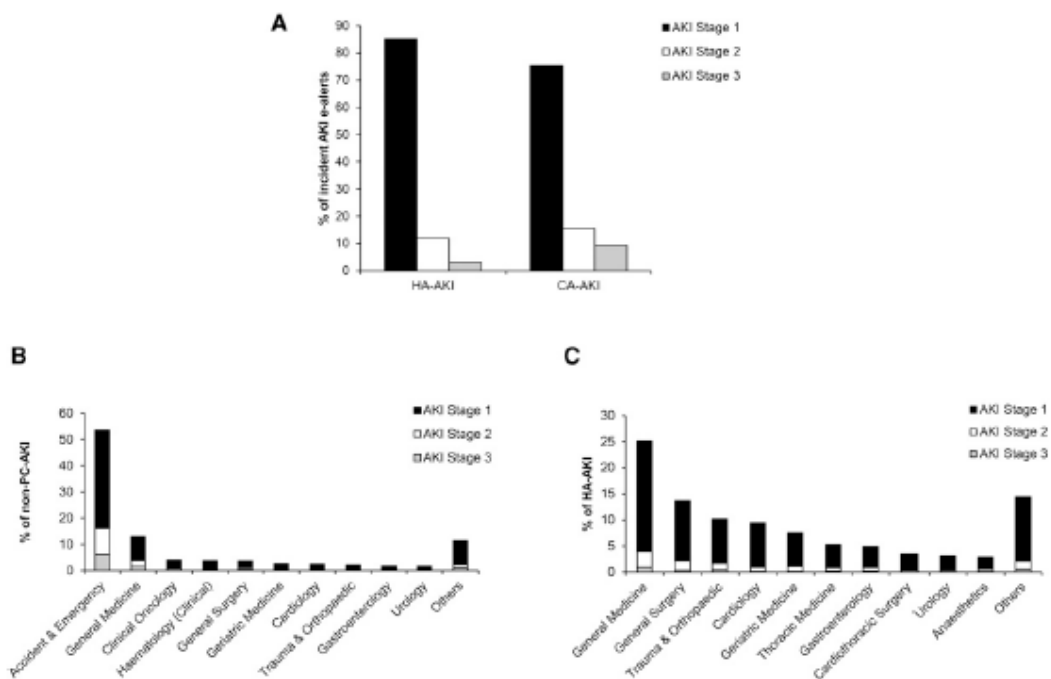 A
% of incident AKI e-alerts
90
80
70
60
50
40
30
20
10
0
HA-AKI
CA-AKI
AKI Stage 1
AKI Stage 2
AKI Stage 3
B
% of non-PC-AKI
60
50
40
30
20
10
0
AKI Stage 1
AKI Stage 2
AKI Stage 3
Accident & Emergency
General Medicine
Clinical Oncology
Haematology (Clinical)
General Surgery
Geriatric Medicine
Cardiology
Trauma & Orthopaedic
Gastroenterology
Urology
Others
C
% of HA-AKI
30
25
20
15
10
5
0
AKI Stage 1
AKI Stage 2
AKI Stage 3
General Medicine
General Surgery
Trauma & Orthopaedic
Cardiology
Geriatric Medicine
Thoracic Medicine
Gastroenterology
Cardiothoracic Surgery
Urology
Anaesthetics
Others